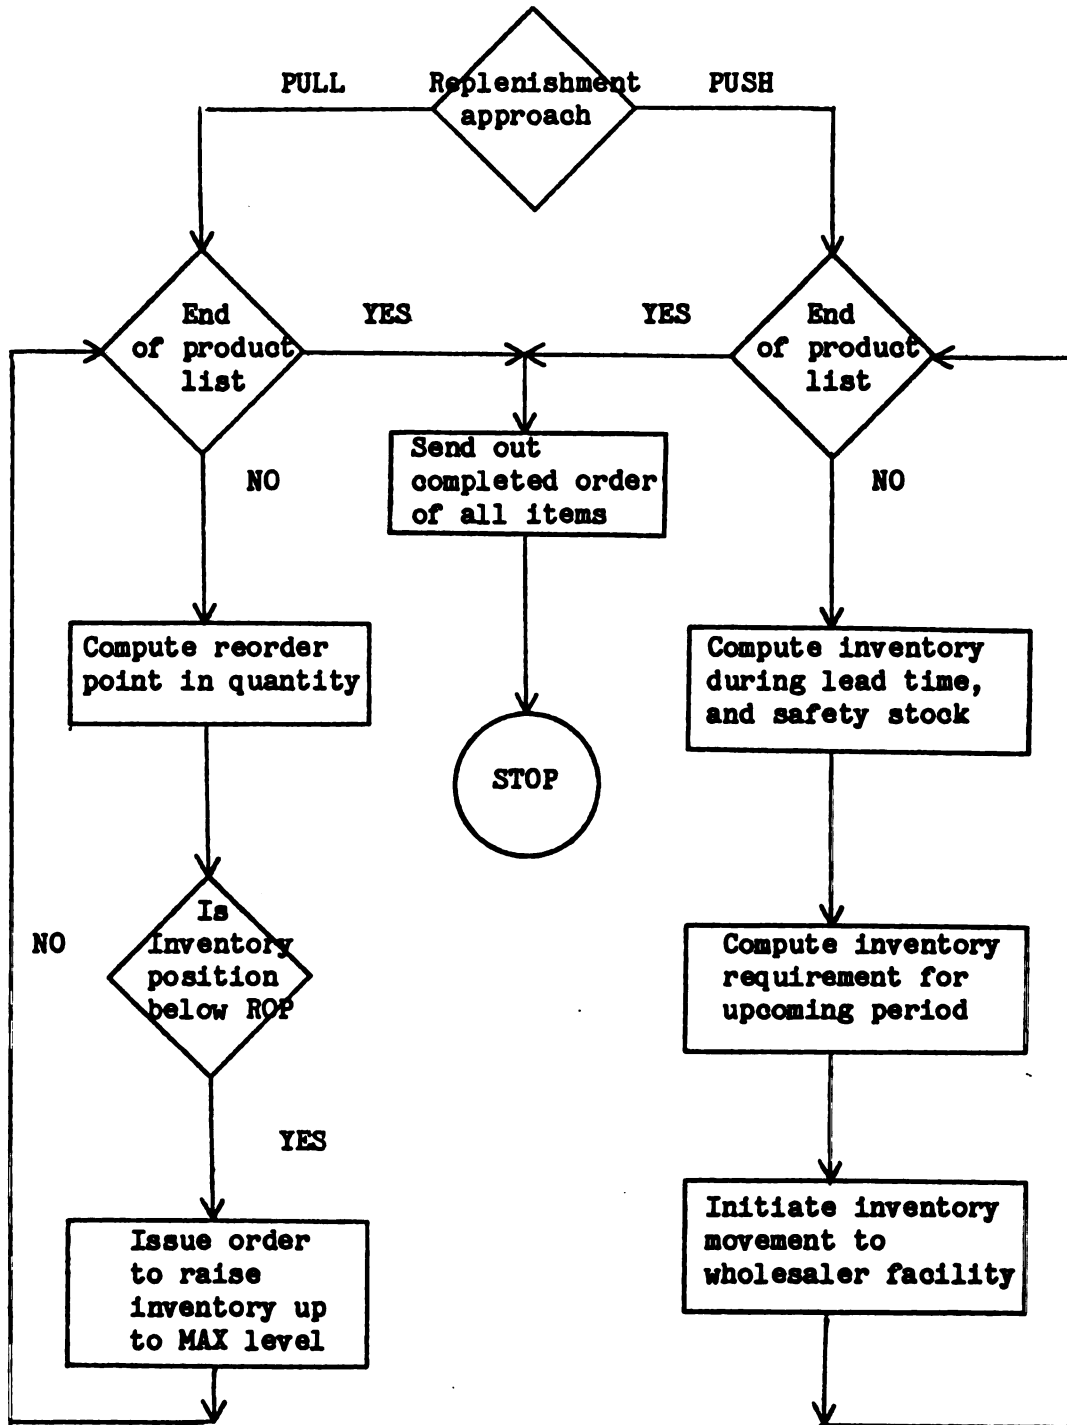 PULL
Replenishment
approach
PUSH
End
of product
list
YES
YES
End
of product
list
NO
Send out
completed order
of all items
NO
Compute reorder
point in quantity
Compute inventory
during lead time,
and safety stock
STOP
NO
Is
Inventory
position
below ROP
Compute inventory
requirement for
upcoming period
YES
Issue order
to raise
inventory up
to MAX level
Initiate inventory
movement to
wholesaler facility